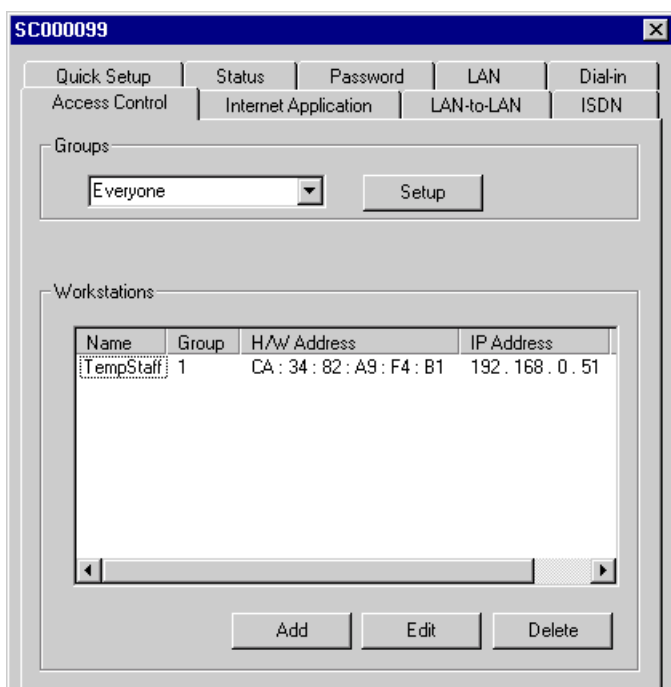 SC000099
Quick Setup Status Password LAN Dial-in
Access Control Internet Application LAN-to-LAN ISDN
Groups
Everyone Setup
Workstations
Name Group H/W Address IP Address
TempStaff 1 CA : 34 : 82 : A9 : F4 : B1 192 . 168 . 0 . 51
Add Edit Delete